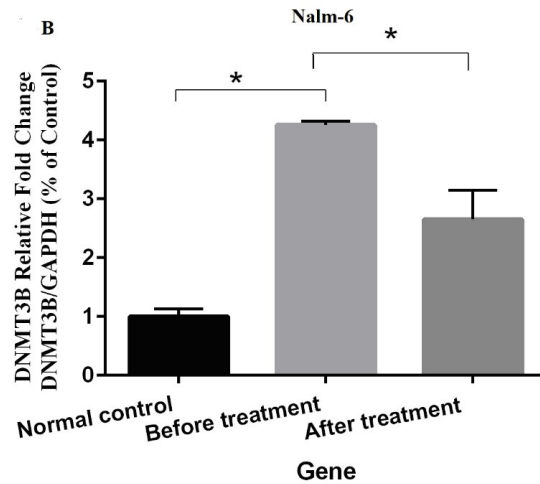 B
Nalm-6
*
*
DNMT3B Relative Fold Change
DNMT3B/GAPDH (% of Control)
5
4
3
2
1
0
Normal control
Before treatment
After treatment
Gene